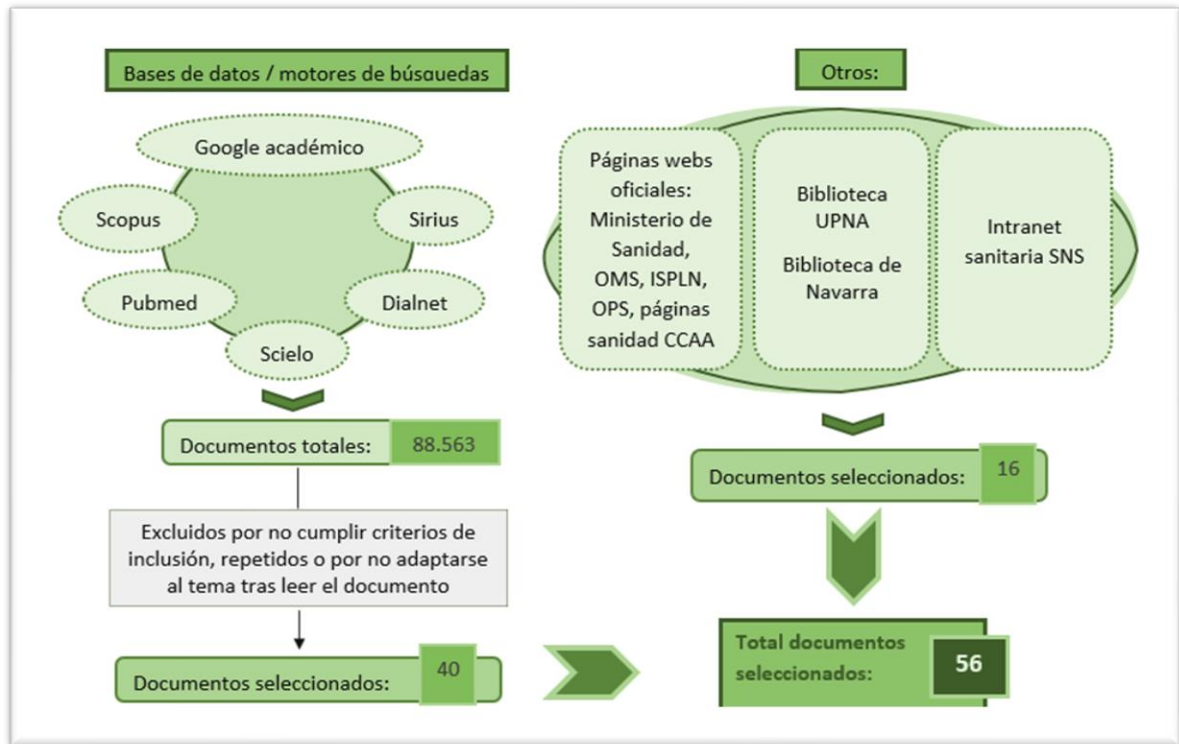 Bases de datos / motores de búsquedas
Google académico
Scopus
Sirius
Pubmed
Dialnet
Scielo
Documentos totales:
88.563
Excluidos por no cumplir criterios de
inclusión, repetidos o por no adaptarse
al tema tras leer el documento
Documentos seleccionados:
40
Otros:
Páginas webs
oficiales:
Ministerio de
Sanidad,
OMS, ISPLN,
OPS, páginas
sanidad CCAA
Biblioteca
UPNA
Biblioteca de
Navarra
Intranet
sanitaria SNS
Documentos seleccionados:
16
Total documentos
seleccionados:
56